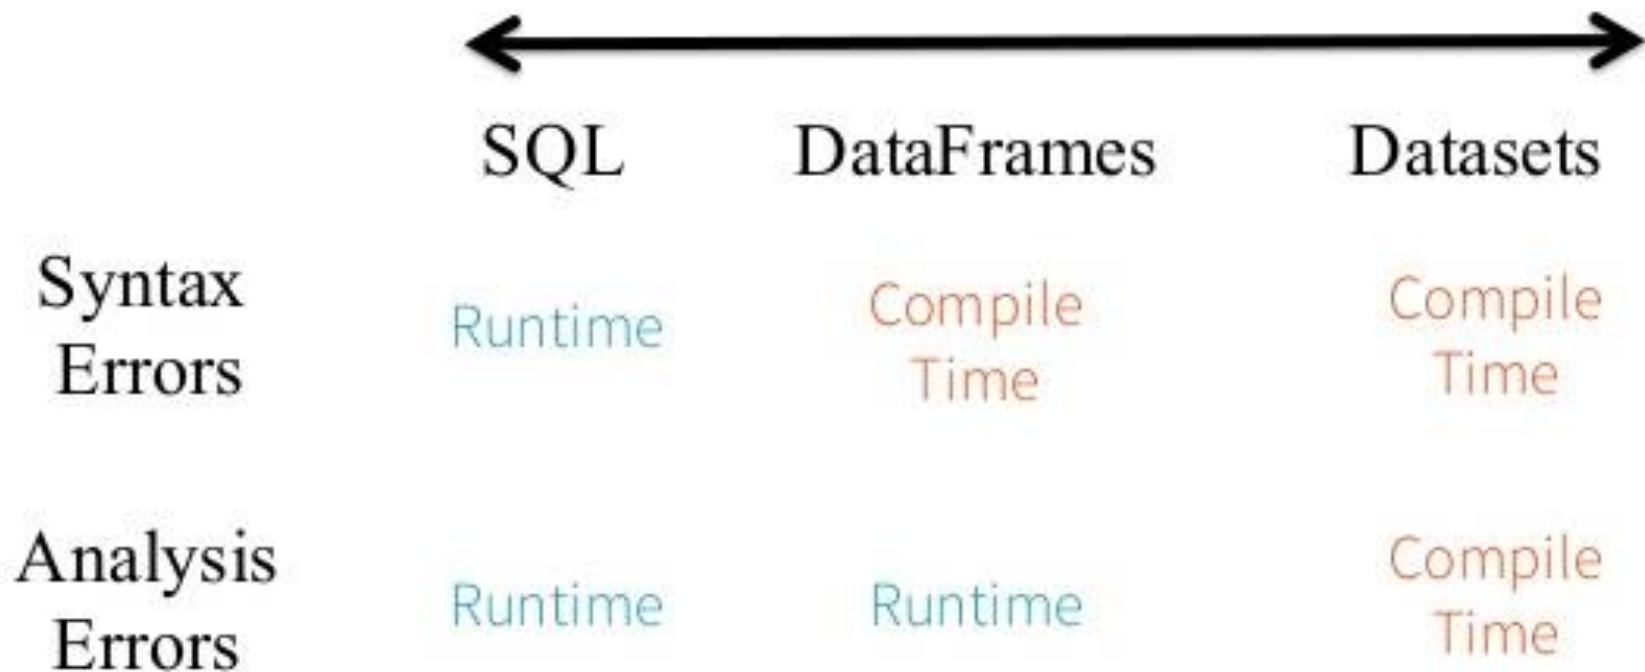 SQL DataFrames Datasets
Syntax
Errors
Runtime
Compile
Time
Compile
Time
Analysis
Errors
Runtime
Runtime
Compile
Time